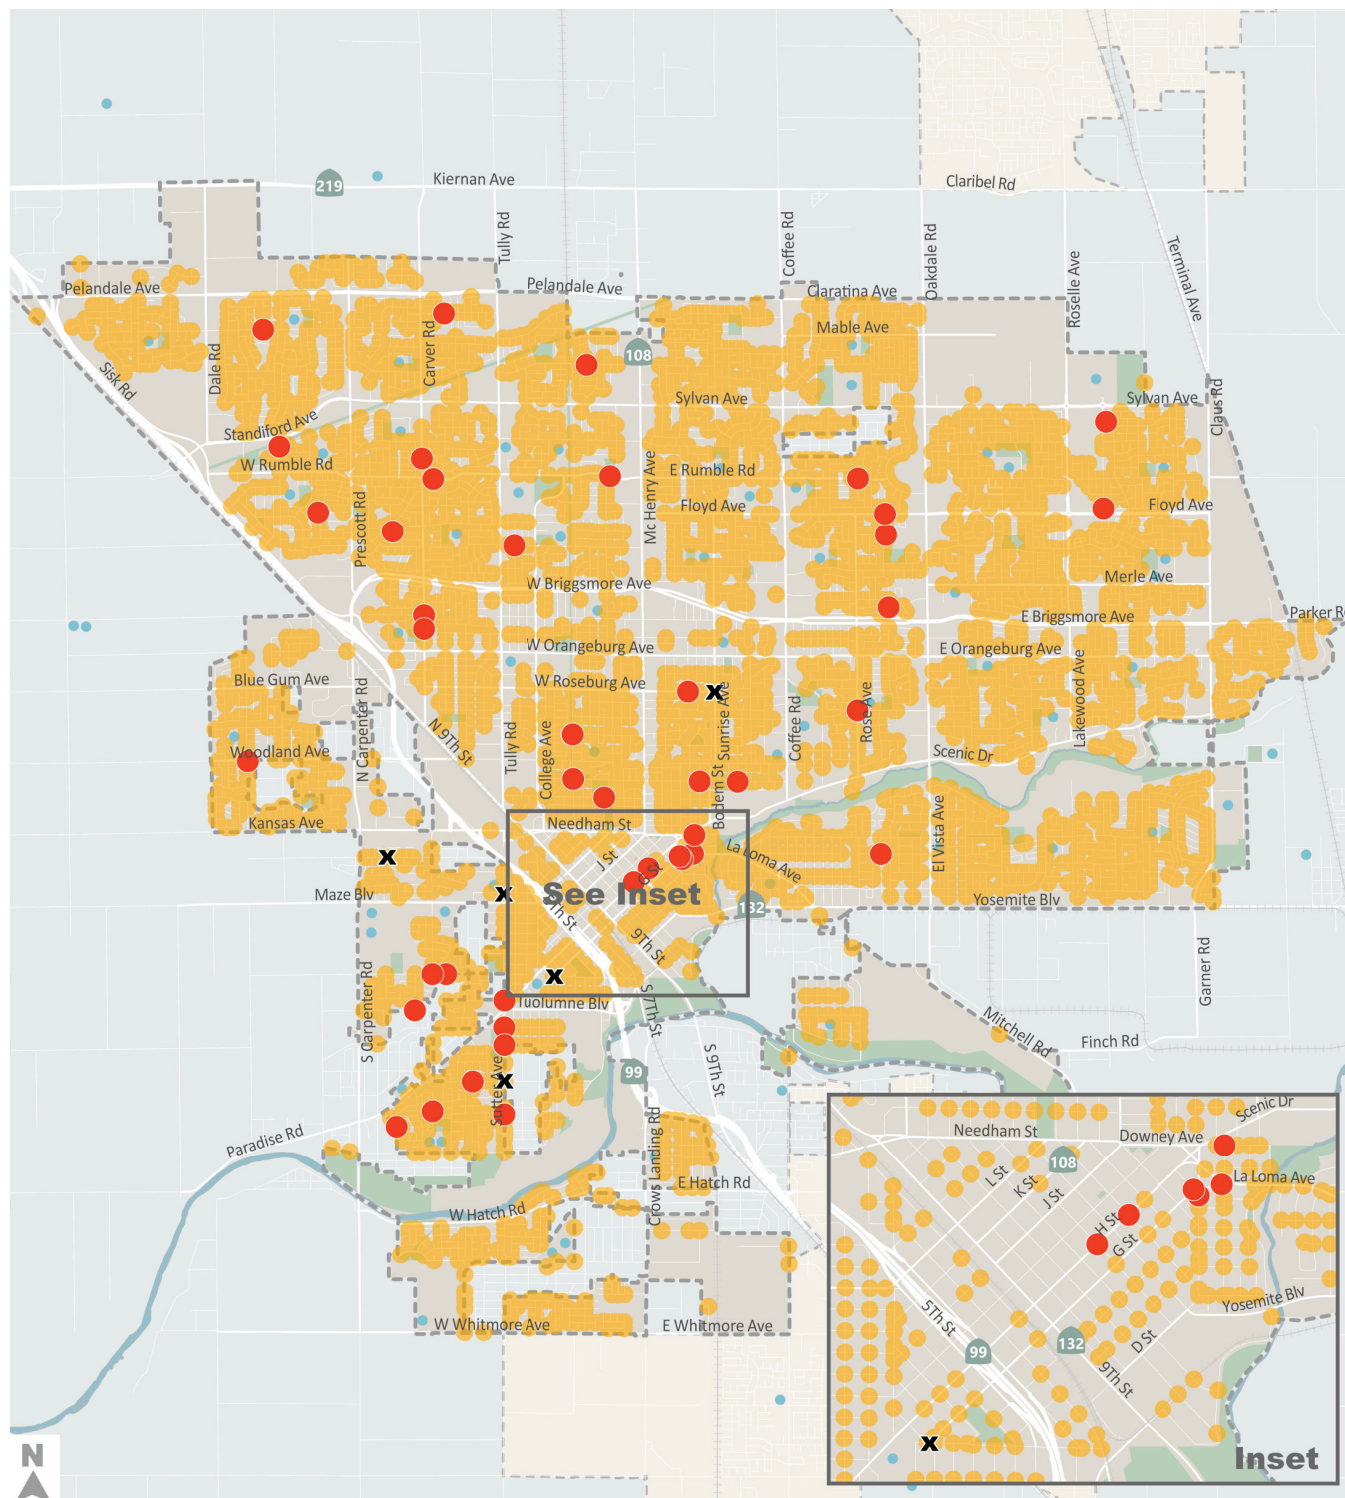 219
Kiernan Ave
Claribel Rd
Tully Rd
Coffee Rd
Oakdale Rd
Roselle Ave
Terminal Ave
Pelandale Ave
Pelandale Ave
Claratina Ave
Mable Ave
Dale Rd
Carver Rd
108
Sisk Rd
Sylvan Ave
Sylvan Ave
Claus Rd
Standiford Ave
W Rumble Rd
E Rumble Rd
Mc Henry Ave
Prescott Rd
Floyd Ave
Floyd Ave
W Briggsmore Ave
Merle Ave
E Briggsmore Ave
Parker R
W Orangeburg Ave
E Orangeburg Ave
Blue Gum Ave
W Roseburg Ave
N Carpenter Rd
Sunrise Ave
Coffee Rd
Rose Ave
Lakewood Ave
N 9Th St
Tully Rd
College Ave
Woodland Ave
Scenic Dr
Bodem St
Kansas Ave
Needham St
El Vista Ave
La Loma Ave
J St
G St
X
X
X
X
X
Maze Blv
See Inset
132
Yosemite Blv
Th St
9Th St
Garner Rd
S Carpenter Rd
Tuolumne Blv
S 7Th St
Mitchell Rd
Finch Rd
S 9Th St
99
Sutter Ave
Paradise Rd
Crows Landing Rd
E Hatch Rd
W Hatch Rd
W Whitmore Ave
E Whitmore Ave
Scenic Dr
Needham St
Downey Ave
108
L St
K St
J St
La Loma Ave
H St
G St
5Th St
Yosemite Blv
132
D St
99
9Th St
X
Inset
N